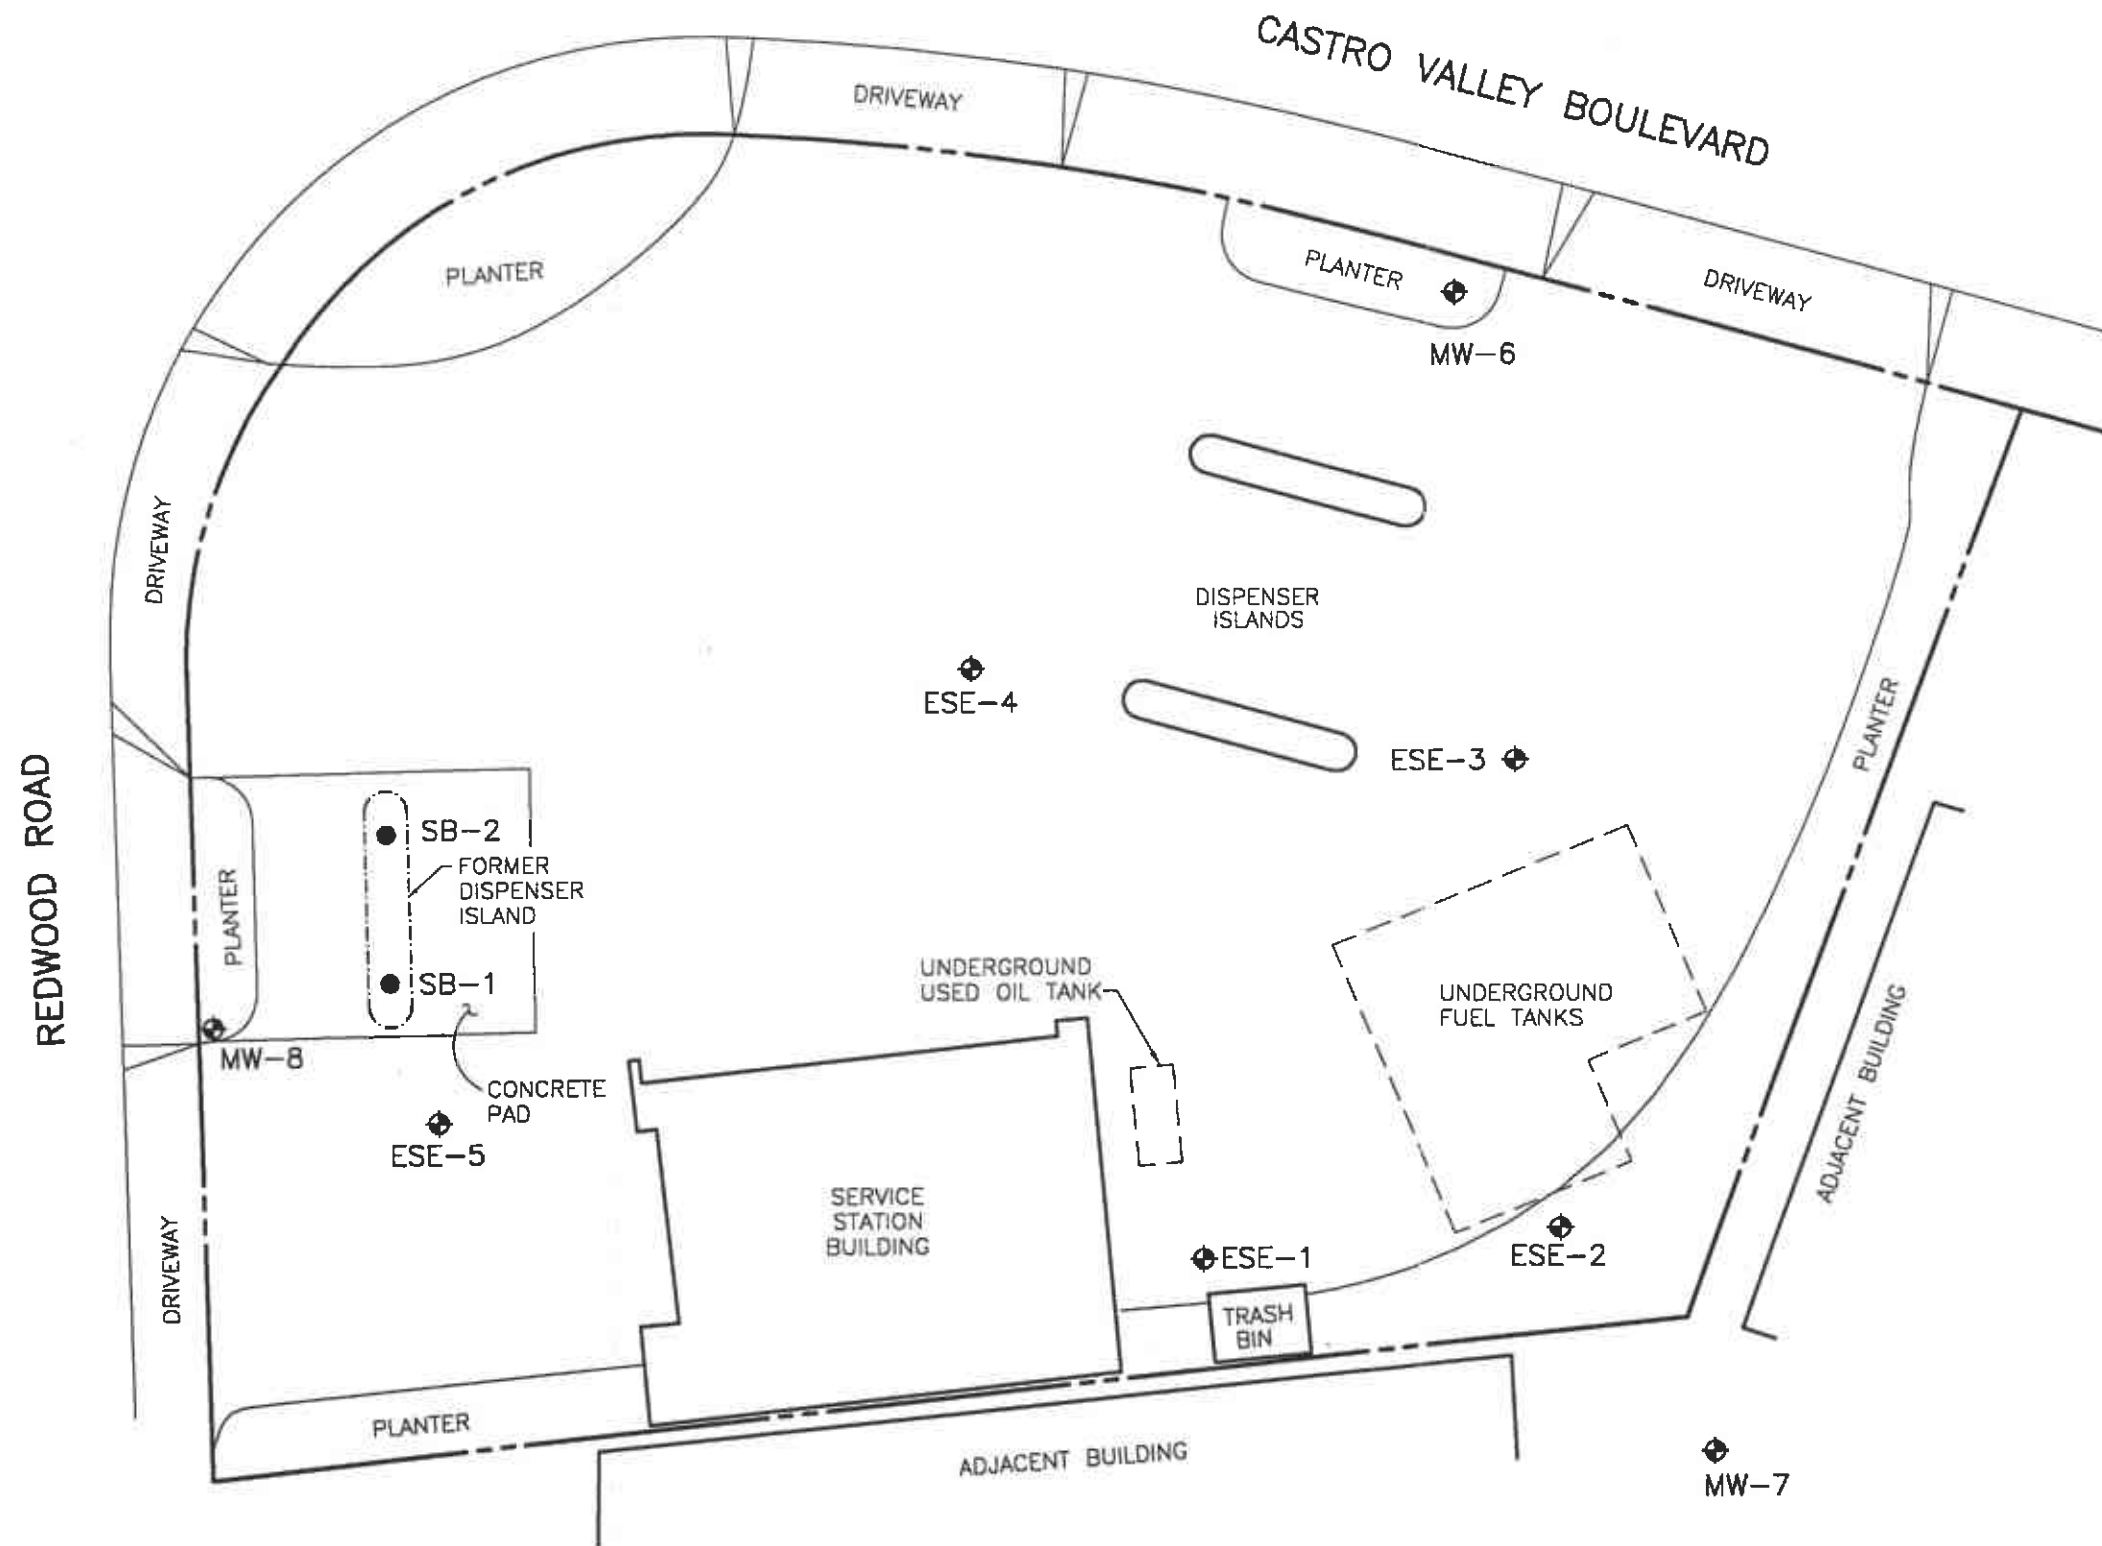 CASTRO VALLEY BOULEVARD
DRIVEWAY
PLANTER
PLANTER
DRIVEWAY
MW-6
DRIVEWAY
DISPENSER
ISLANDS
ESE-4
ESE-3
PLANTER
REDWOOD ROAD
PLANTER
SB-2
FORMER
DISPENSER
ISLAND
SB-1
UNDERGROUND
USED OIL TANK
UNDERGROUND
FUEL TANKS
ADJACENT BUILDING
MW-8
CONCRETE
PAD
ESE-5
SERVICE
STATION
BUILDING
DRIVEWAY
ESE-1
ESE-2
TRASH
BIN
PLANTER
ADJACENT BUILDING
MW-7